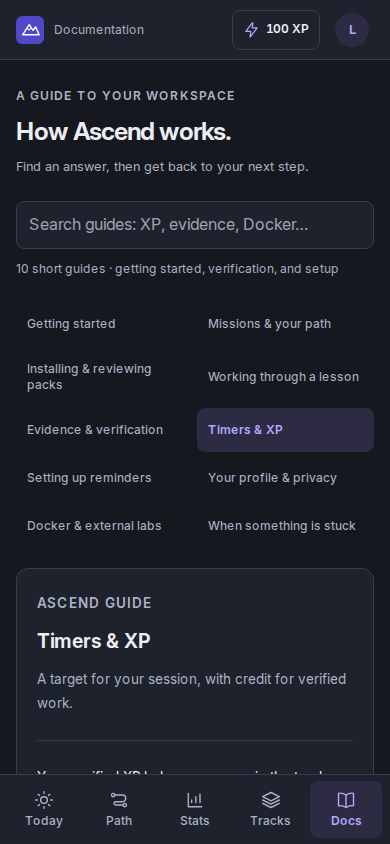 Documentation
100 XP
L
A GUIDE TO YOUR WORKSPACE
How Ascend works.
Find an answer, then get back to your next step.
Search guides: XP, evidence, Docker...
10 short guides · getting started, verification, and setup
Getting started
Missions & your path
Installing & reviewing
packs
Working through a lesson
Evidence & verification
Timers & XP
Setting up reminders
Your profile & privacy
Docker & external labs
When something is stuck
ASCEND GUIDE
Timers & XP
A target for your session, with credit for verified
work.
Today
Path
Stats
Tracks
Docs